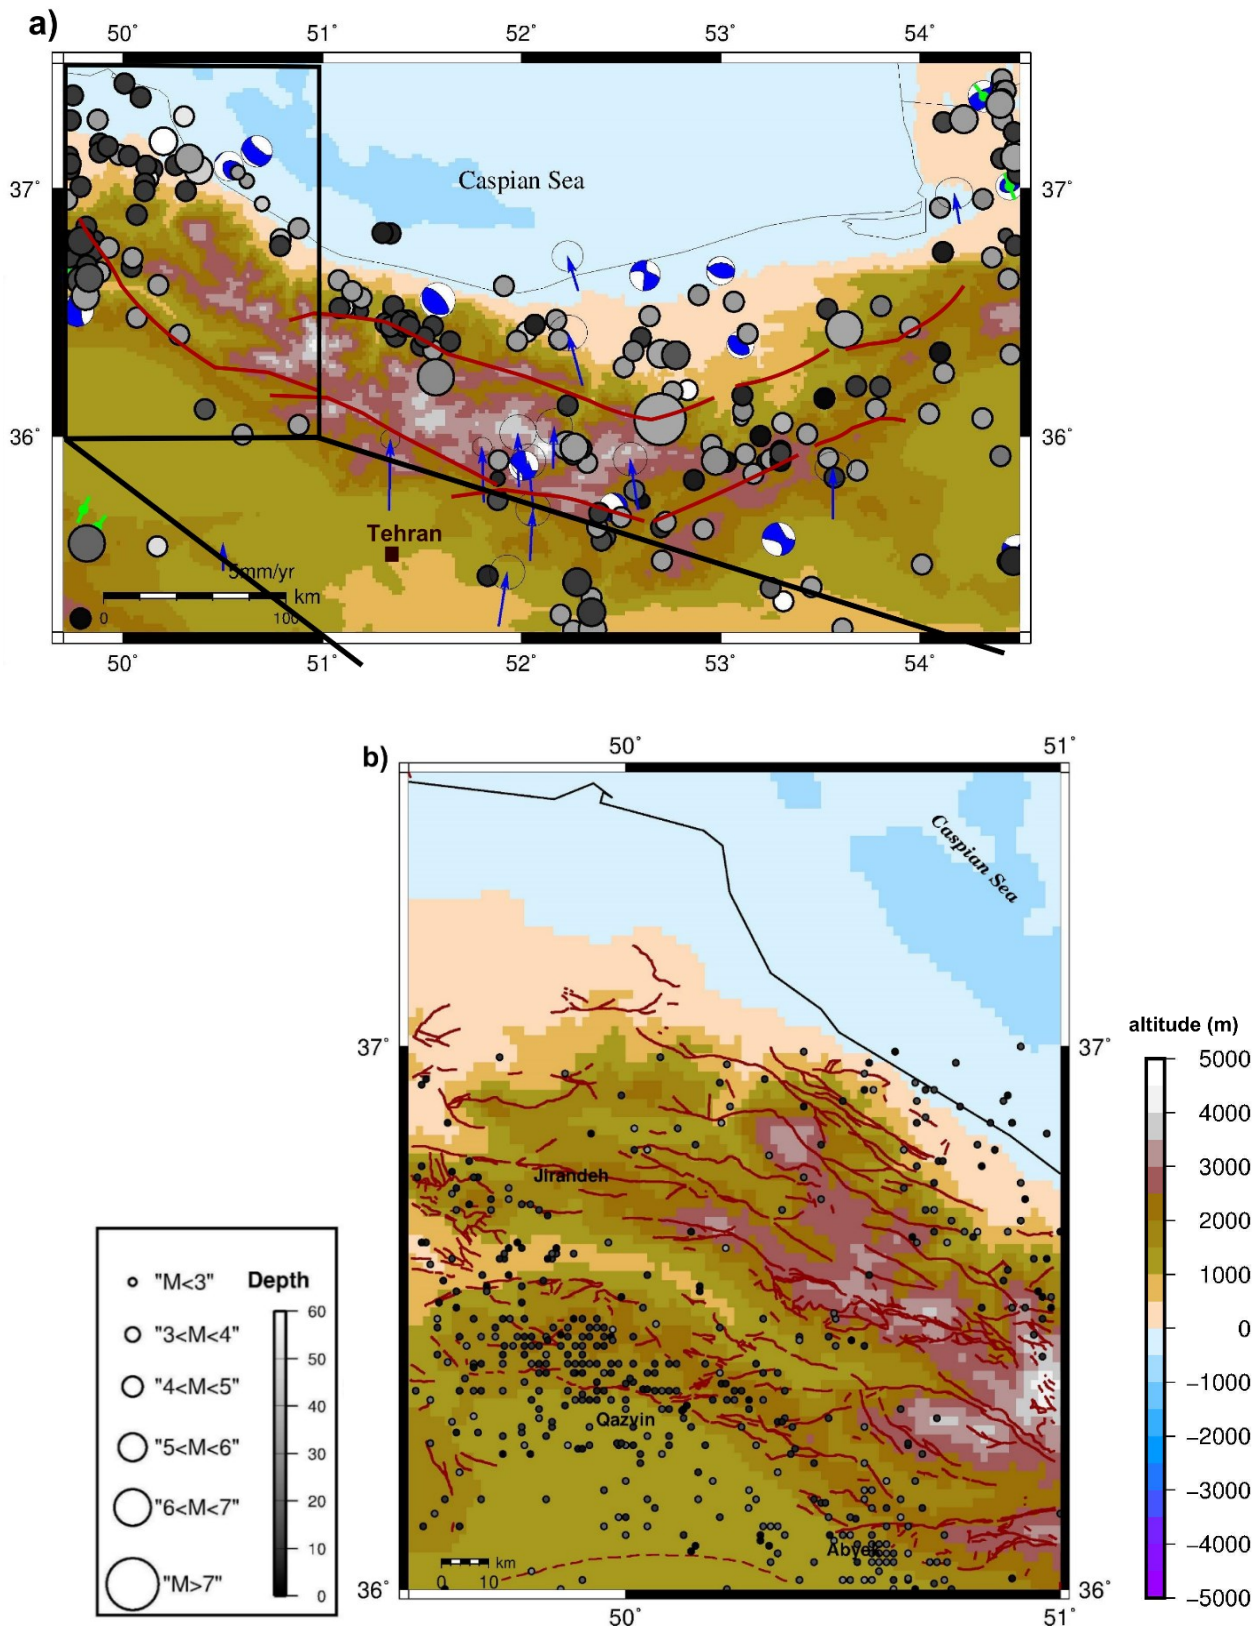 a)
50° 51° 52° 53° 54°
37° 37°
Caspian Sea
36° 36°
Tehran
5mm/yr
km
0 100
50° 51° 52° 53° 54°
b)
50° 51°
Caspian Sea
37° 37°
Jirandeh
Qazvin
Abyek
km
0 10
36° 36°
50° 51°
altitude (m)
5000
4000
3000
2000
1000
0
−1000
−2000
−3000
−4000
−5000
Depth
"M<3"
"3<M<4"
"4<M<5"
"5<M<6"
"6<M<7"
"M>7"
60
50
40
30
20
10
0